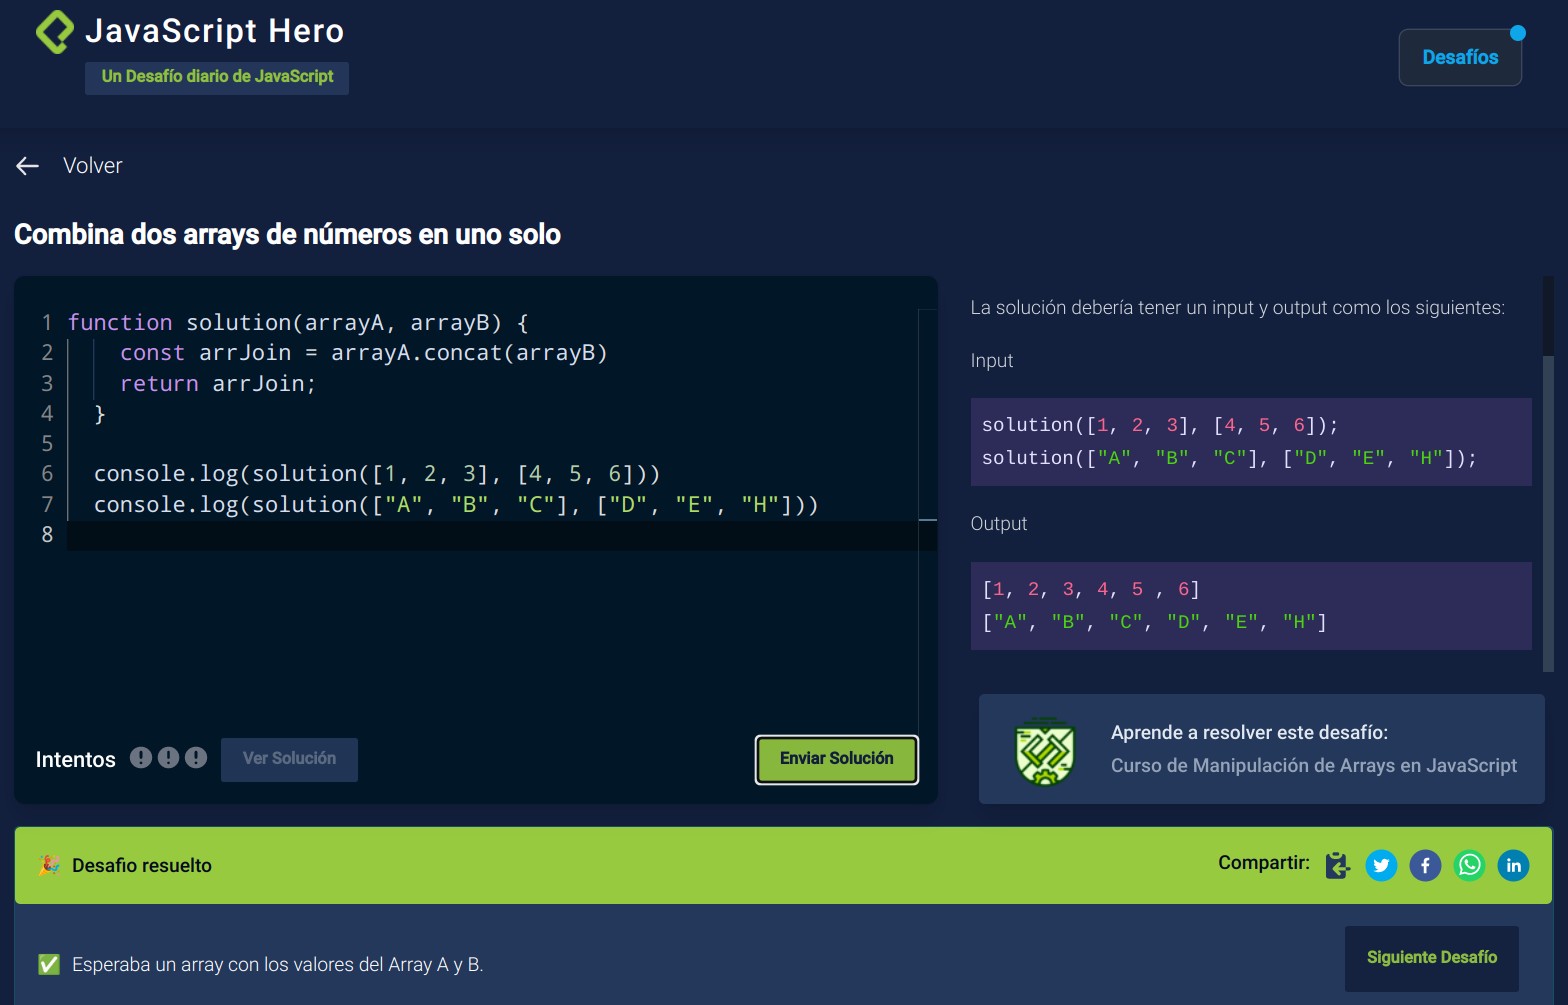 JavaScript Hero
Un Desafío diario de JavaScript
Desafíos
Volver
Combina dos arrays de números en uno solo
1 function solution(arrayA, arrayB) {
2 const arrJoin = arrayA.concat(arrayB)
3 return arrJoin;
4 }
5
6 console.log(solution([1, 2, 3], [4, 5, 6]))
7 console.log(solution(["A", "B", "C"], ["D", "E", "H"]))
8
Intentos
Ver Solución
Enviar Solución
La solución debería tener un input y output como los siguientes:
Input
solution([1, 2, 3], [4, 5, 6]);
solution(["A", "B", "C"], ["D", "E", "H"]);
Output
[1, 2, 3, 4, 5 , 6]
["A", "B", "C", "D", "E", "H"]
Aprende a resolver este desafío:
Curso de Manipulación de Arrays en JavaScript
Desafio resuelto
Compartir:
Esperaba un array con los valores del Array A y B.
Siguiente Desafío